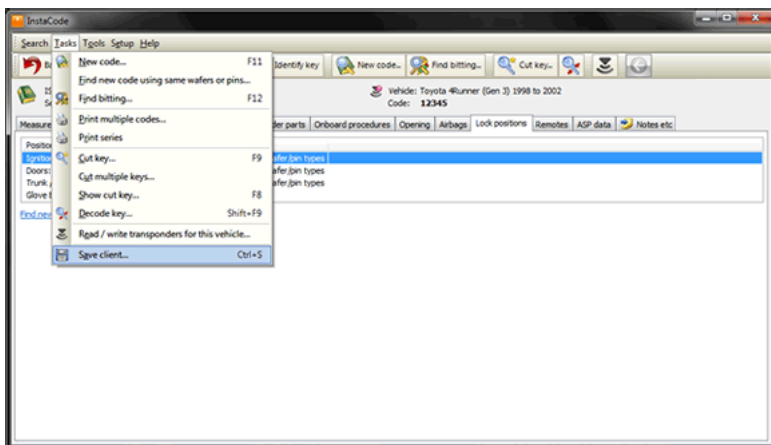 InstaCode
Search Tasks Tools Setup Help
Identify key New code... Find bitting... Cut key...
Vehicle: Toyota 4Runner (Gen 3) 1998 to 2002
Code: 12345
Measure der parts Onboard procedures Opening Airbags Lock positions Remotes ASP data Notes etc
Position
Ignition afer/pin types
Doors: afer/pin types
Trunk / afer/pin types
Glove b
Find new
New code... F11
Find new code using same wafers or pins...
Find bitting... F12
Print multiple codes...
Print series
Cut key... F9
Cut multiple keys...
Show cut key... F8
Decode key... Shift+F9
Read / write transponders for this vehicle...
Save client... Ctrl+S